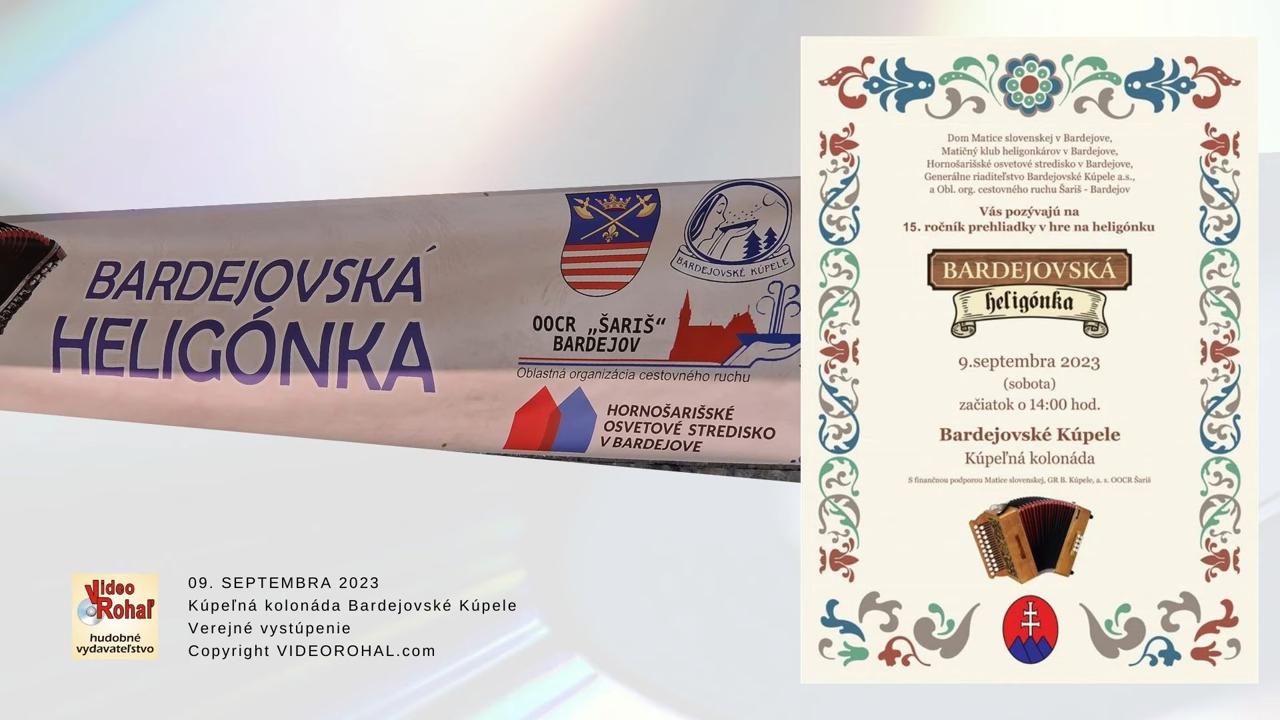 BARDEJOVSKÁ
HELIGÓNKA
BARDEJOVSKÉ KÚPELE
OOCR „ŠARIŠ“
BARDEJOV
Oblastná organizácia cestovného ruchu
HORNOŠARIŠSKÉ
OSVETOVÉ STREDISKO
V BARDEJOVE
Dom Matice slovenskej v Bardejove,
Matičný klub heligonkárov v Bardejove,
Hornošarišské osvetové stredisko v Bardejove,
Generálne riaditeľstvo Bardejovské Kúpele a.s.,
a Obl. org. cestovného ruchu Šariš - Bardejov
Vás pozývajú na
15. ročník prehliadky v hre na heligónku
BARDEJOVSKÁ
heligónka
9.septembra 2023
(sobota)
začiatok o 14:00 hod.
Bardejovské Kúpele
Kúpeľná kolonáda
S finančnou podporou Matice slovenskej, GR B. Kúpele, a. s. OOCR Šariš
Video
Rohaľ
hudobné
vydavateľstvo
09. SEPTEMBRA 2023
Kúpeľná kolonáda Bardejovské Kúpele
Verejné vystúpenie
Copyright VIDEOROHAL.com